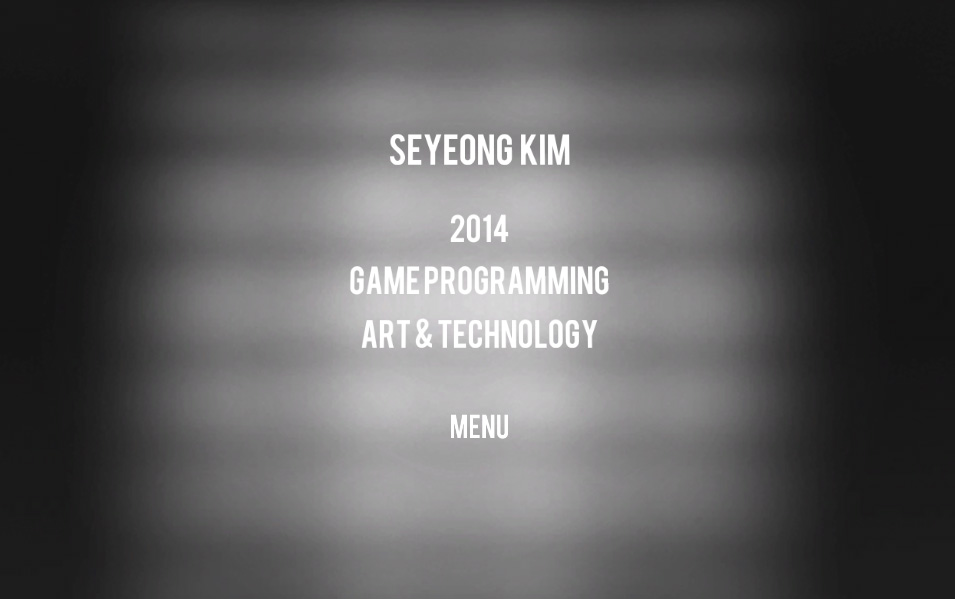 SEYEONG KIM
2014
GAME PROGRAMMING
ART & TECHNOLOGY
MENU